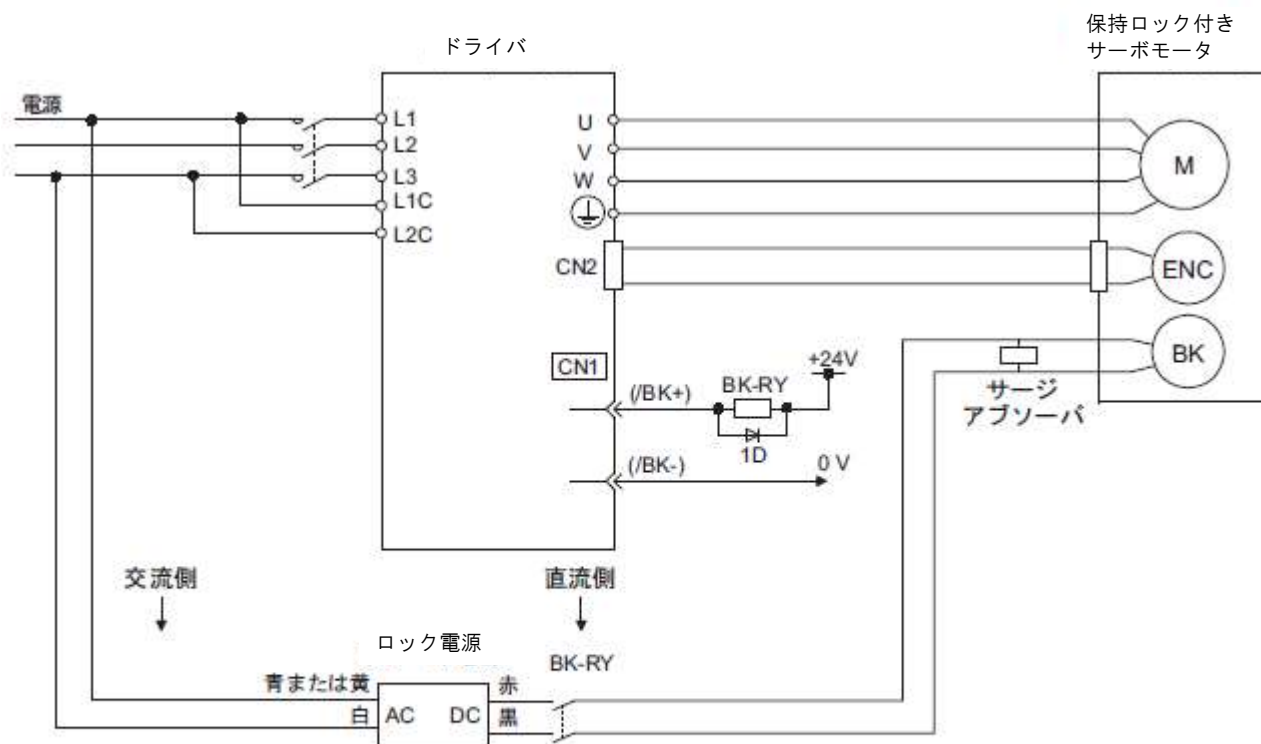 保持ロック付き
サーボモータ
ドライバ
電源
L1
L2
L3
L1C
L2C
U
V
W
M
CN2
ENC
CN1
BK
(/BK+)
BK-RY
+24V
1D
サージ
アブソーバ
(/BK-)
0 V
交流側
直流側
ロック電源
BK-RY
青または黄
白
AC
DC
赤
黒